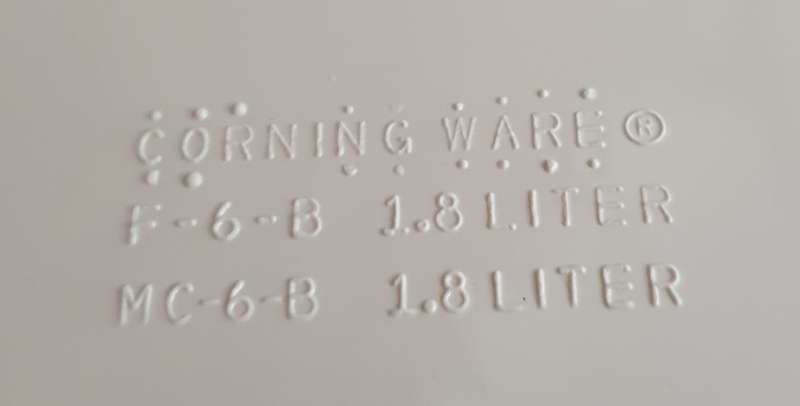 CORNING WARE®
F-6-B 1.8 LITER
MC-6-B 1.8 LITER